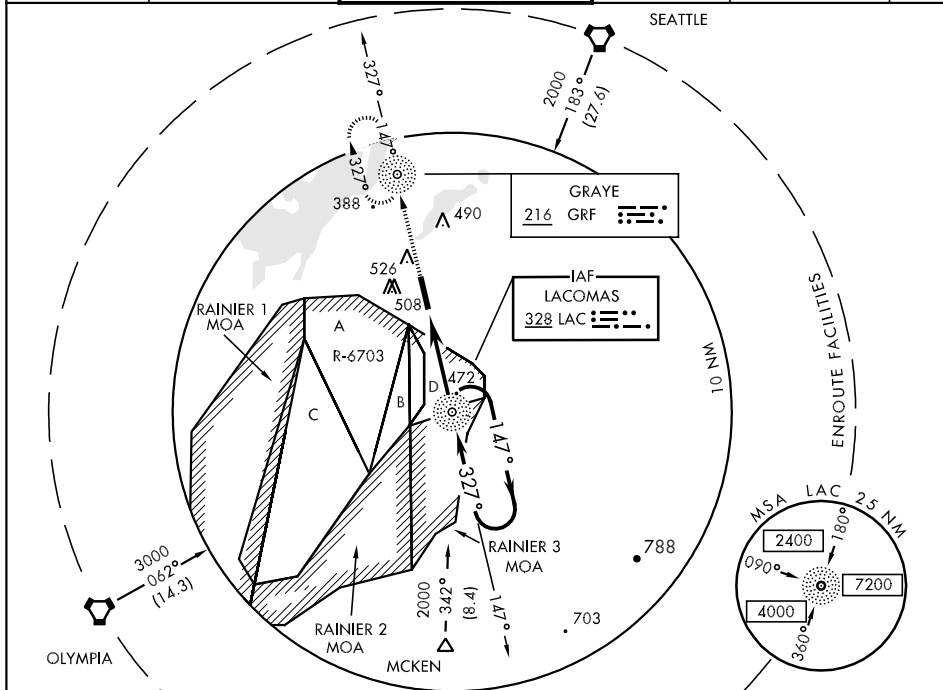 SEATTLE
2000
183°
(27.6)
327°
147°
327°
388
490
GRAYE
216 GRF
526
508
IAF
LACOMAS
328 LAC
RAINIER 1
MOA
A
R-6703
C
B
D
472
147°
327°
10 NM
ENROUTE FACILITIES
RAINIER 3
MOA
788
703
3000
062°
(14.3)
OLYMPIA
RAINIER 2
MOA
2000
342°
(8.4)
147°
MCKEN
MSA LAC 25 NM
180°
2400
090°
7200
4000
360°